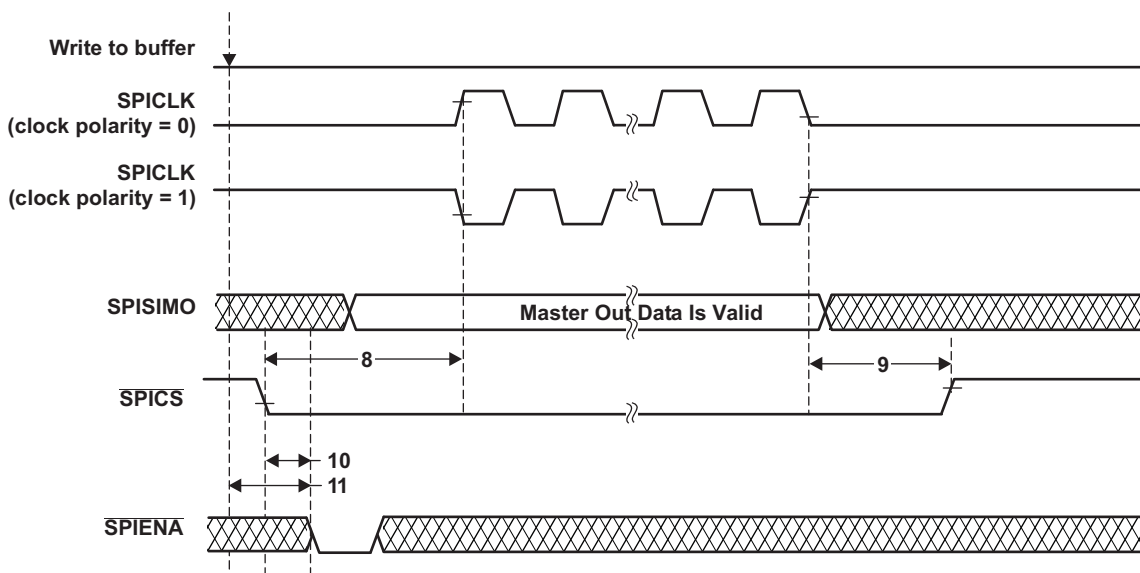 Write to buffer
SPICLK
(clock polarity = 0)
SPICLK
(clock polarity = 1)
SPISIMO
Master Out Data Is Valid
8
9
SPICS
10
11
SPIENA